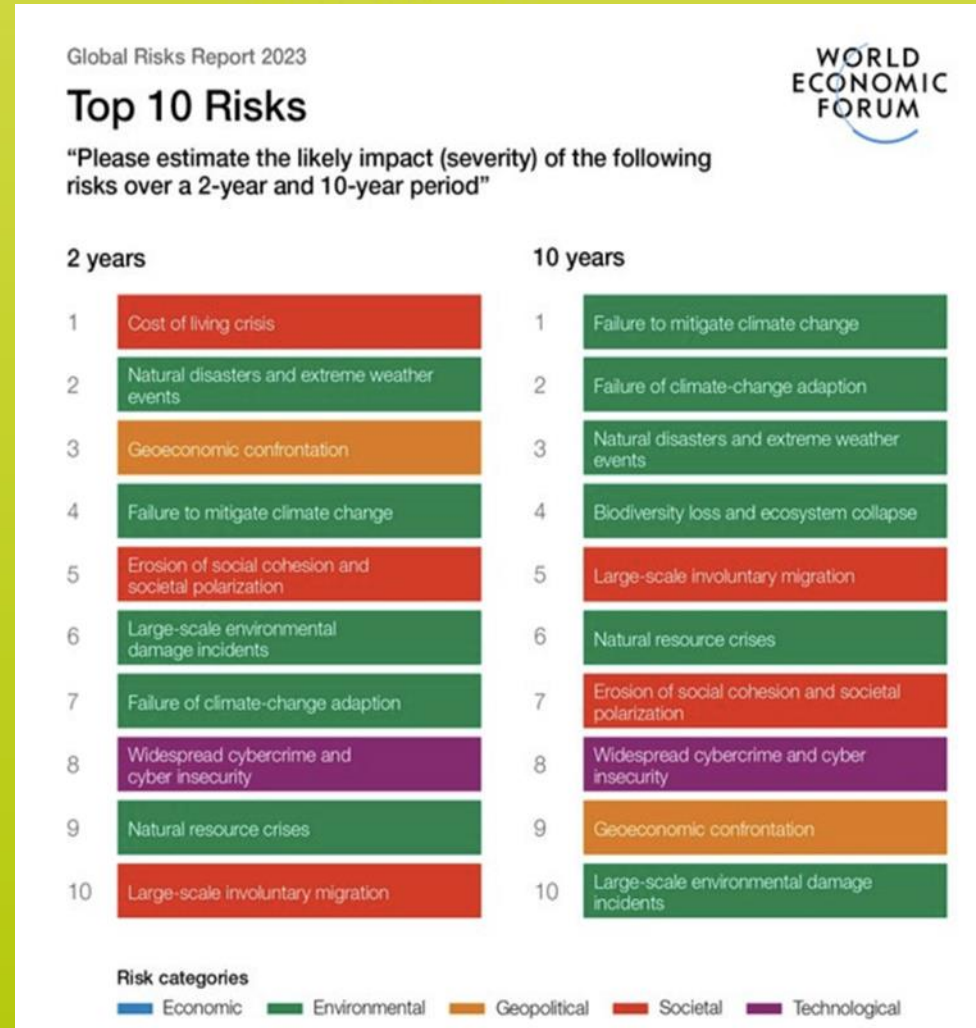 Global Risks Report 2023
WORLD
ECONOMIC
FORUM
Top 10 Risks
“Please estimate the likely impact (severity) of the following
risks over a 2-year and 10-year period”
2 years
1 Cost of living crisis
2 Natural disasters and extreme weather
events
3 Geoeconomic confrontation
4 Failure to mitigate climate change
5 Erosion of social cohesion and
societal polarization
6 Large-scale environmental
damage incidents
7 Failure of climate-change adaption
8 Widespread cybercrime and
cyber insecurity
9 Natural resource crises
10 Large-scale involuntary migration
10 years
1 Failure to mitigate climate change
2 Failure of climate-change adaption
3 Natural disasters and extreme weather
events
4 Biodiversity loss and ecosystem collapse
5 Large-scale involuntary migration
6 Natural resource crises
7 Erosion of social cohesion and societal
polarization
8 Widespread cybercrime and cyber
insecurity
9 Geoeconomic confrontation
10 Large-scale environmental damage
incidents
Risk categories
Economic Environmental Geopolitical Societal Technological